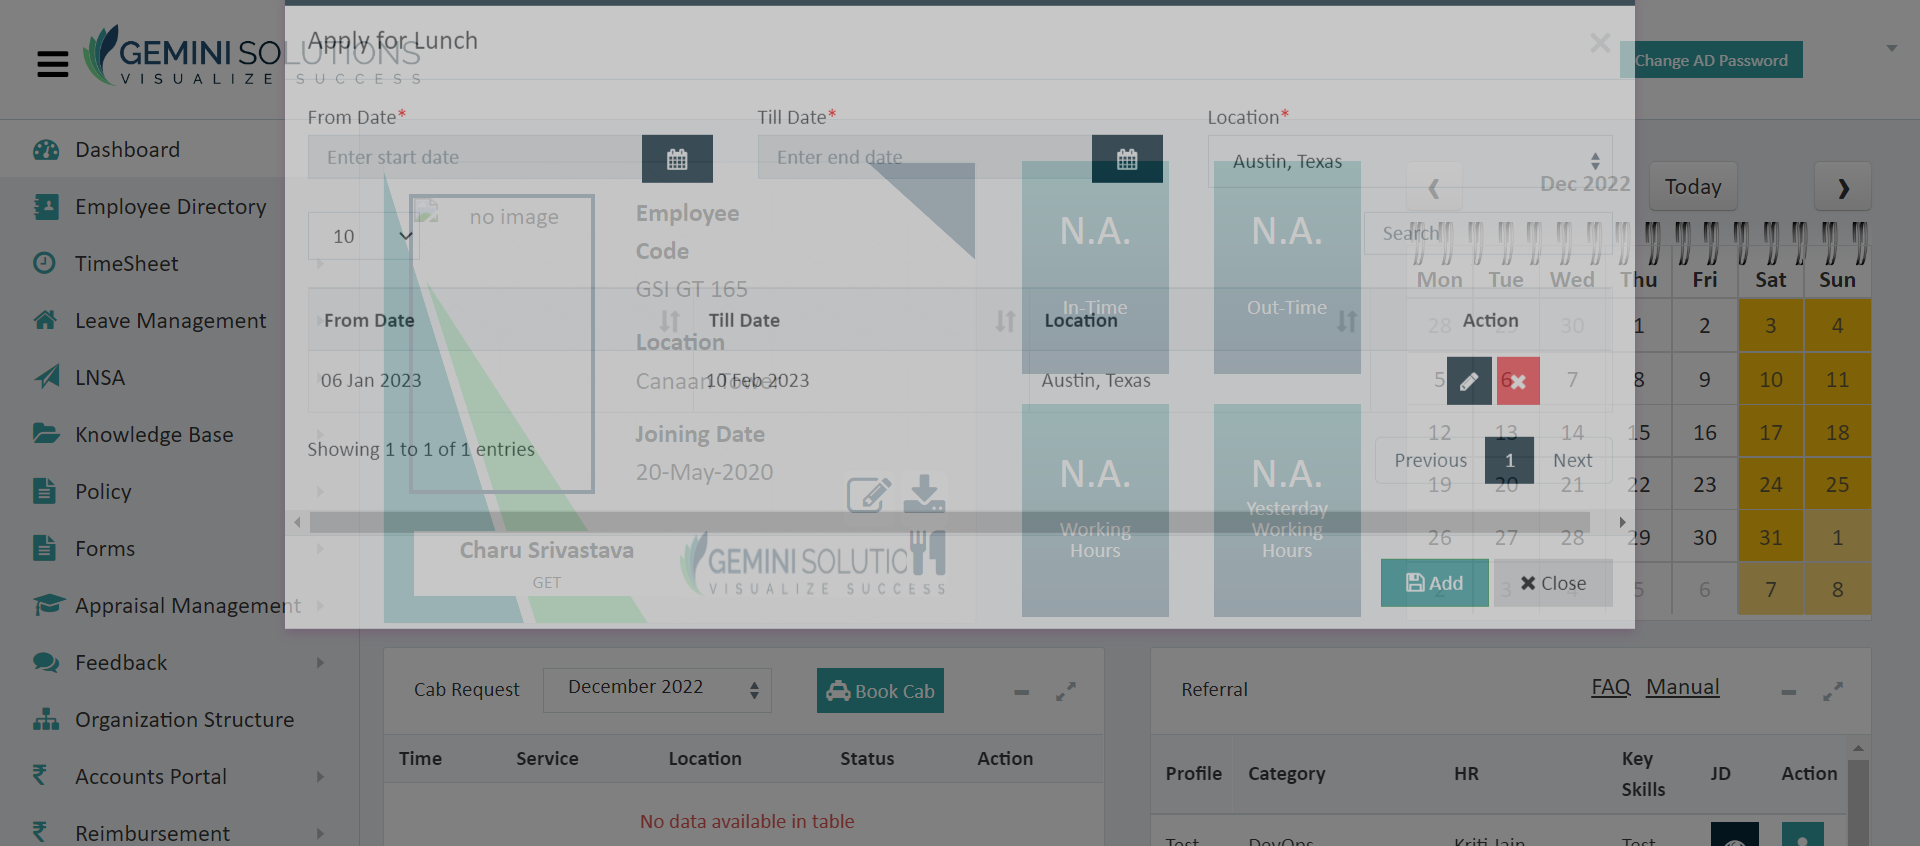 GEMINI SOLUTIONS
VISUALIZE SUCCESS
Apply for Lunch
Change AD Password
From Date*
Till Date*
Location*
Enter start date
Enter end date
Austin, Texas
Dashboard
Employee Directory
TimeSheet
Leave Management
LNSA
Knowledge Base
Policy
Forms
Appraisal Management
Feedback
Organization Structure
Accounts Portal
Reimbursement
10
Search
From Date Till Date Location Action
06 Jan 2023 10 Feb 2023 Austin, Texas
Showing 1 to 1 of 1 entries
Previous 1 Next
Add Close
no image
Employee
Code
GSI GT 165
Location
Canaan Tower
Joining Date
20-May-2020
Charu Srivastava
GET
GEMINI SOLUTIO
VISUALIZE SUCCESS
N.A.
In-Time
N.A.
Out-Time
N.A.
Working
Hours
N.A.
Yesterday
Working
Hours
Dec 2022
Today
Mon Tue Wed Thu Fri Sat Sun
28 29 30 1 2 3 4
5 6 7 8 9 10 11
12 13 14 15 16 17 18
19 20 21 22 23 24 25
26 27 28 29 30 31 1
2 3 4 5 6 7 8
Cab Request
December 2022
Book Cab
Time Service Location Status Action
No data available in table
Referral
FAQ Manual
Profile Category HR Key
Skills JD Action
Test DevOps Kriti Jain Test